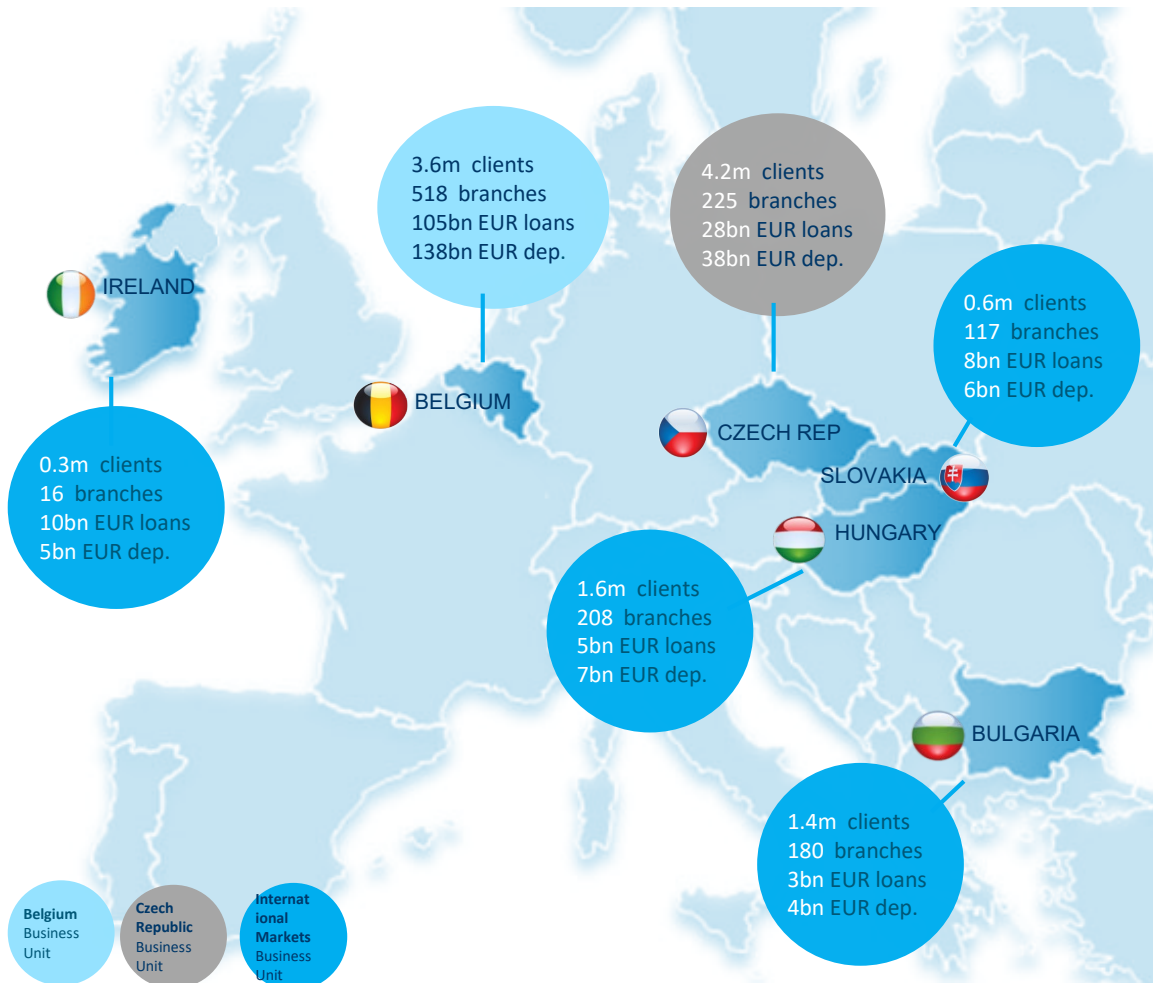 3.6m clients
518 branches
105bn EUR loans
138bn EUR dep.
4.2m clients
225 branches
28bn EUR loans
38bn EUR dep.
IRELAND
0.6m clients
117 branches
8bn EUR loans
6bn EUR dep.
BELGIUM
CZECH REP
SLOVAKIA
0.3m clients
16 branches
10bn EUR loans
5bn EUR dep.
HUNGARY
1.6m clients
208 branches
5bn EUR loans
7bn EUR dep.
BULGARIA
1.4m clients
180 branches
3bn EUR loans
4bn EUR dep.
Belgium
Business
Unit
Czech
Republic
Business
Unit
Internat
ional
Markets
Business
Unit